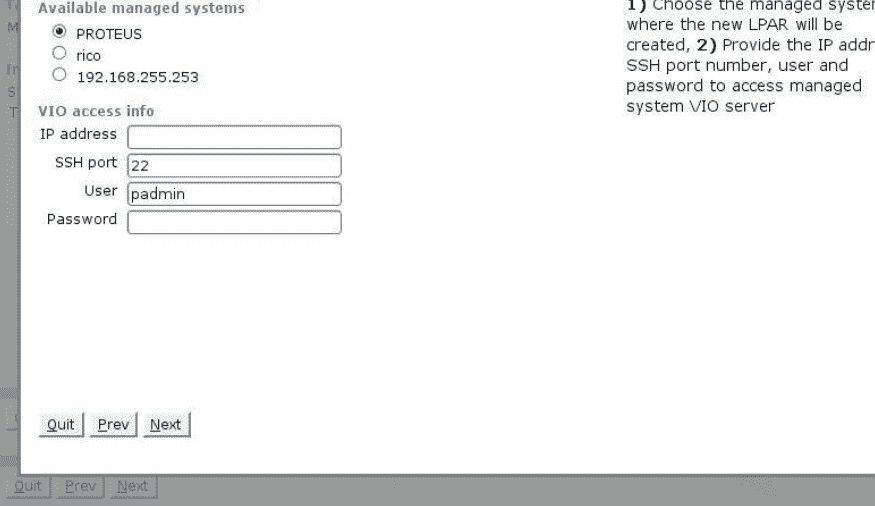 Available managed systems
PROTEUS
rico
192.168.255.253
VIO access info
IP address
SSH port 22
User padmin
Password
1) Choose the managed
where the new LPAR will be
created, 2) Provide the IP addr
SSH port number, user and
password to access managed
system VIO server
Quit Prev Next
Quit Prev Next